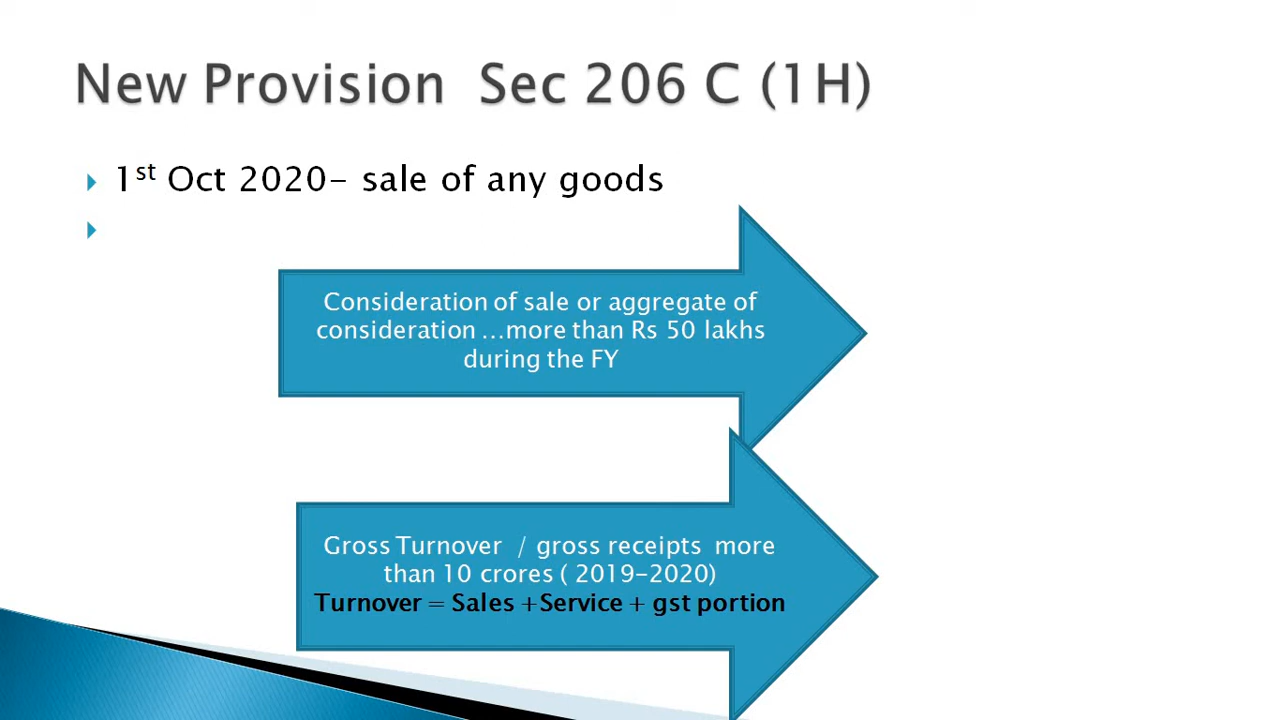 New Provision Sec 206 C (1H)
1st Oct 2020- sale of any goods
Consideration of sale or aggregate of
consideration ...more than Rs 50 lakhs
during the FY
Gross Turnover / gross receipts more
than 10 crores ( 2019-2020)
Turnover = Sales +Service + gst portion